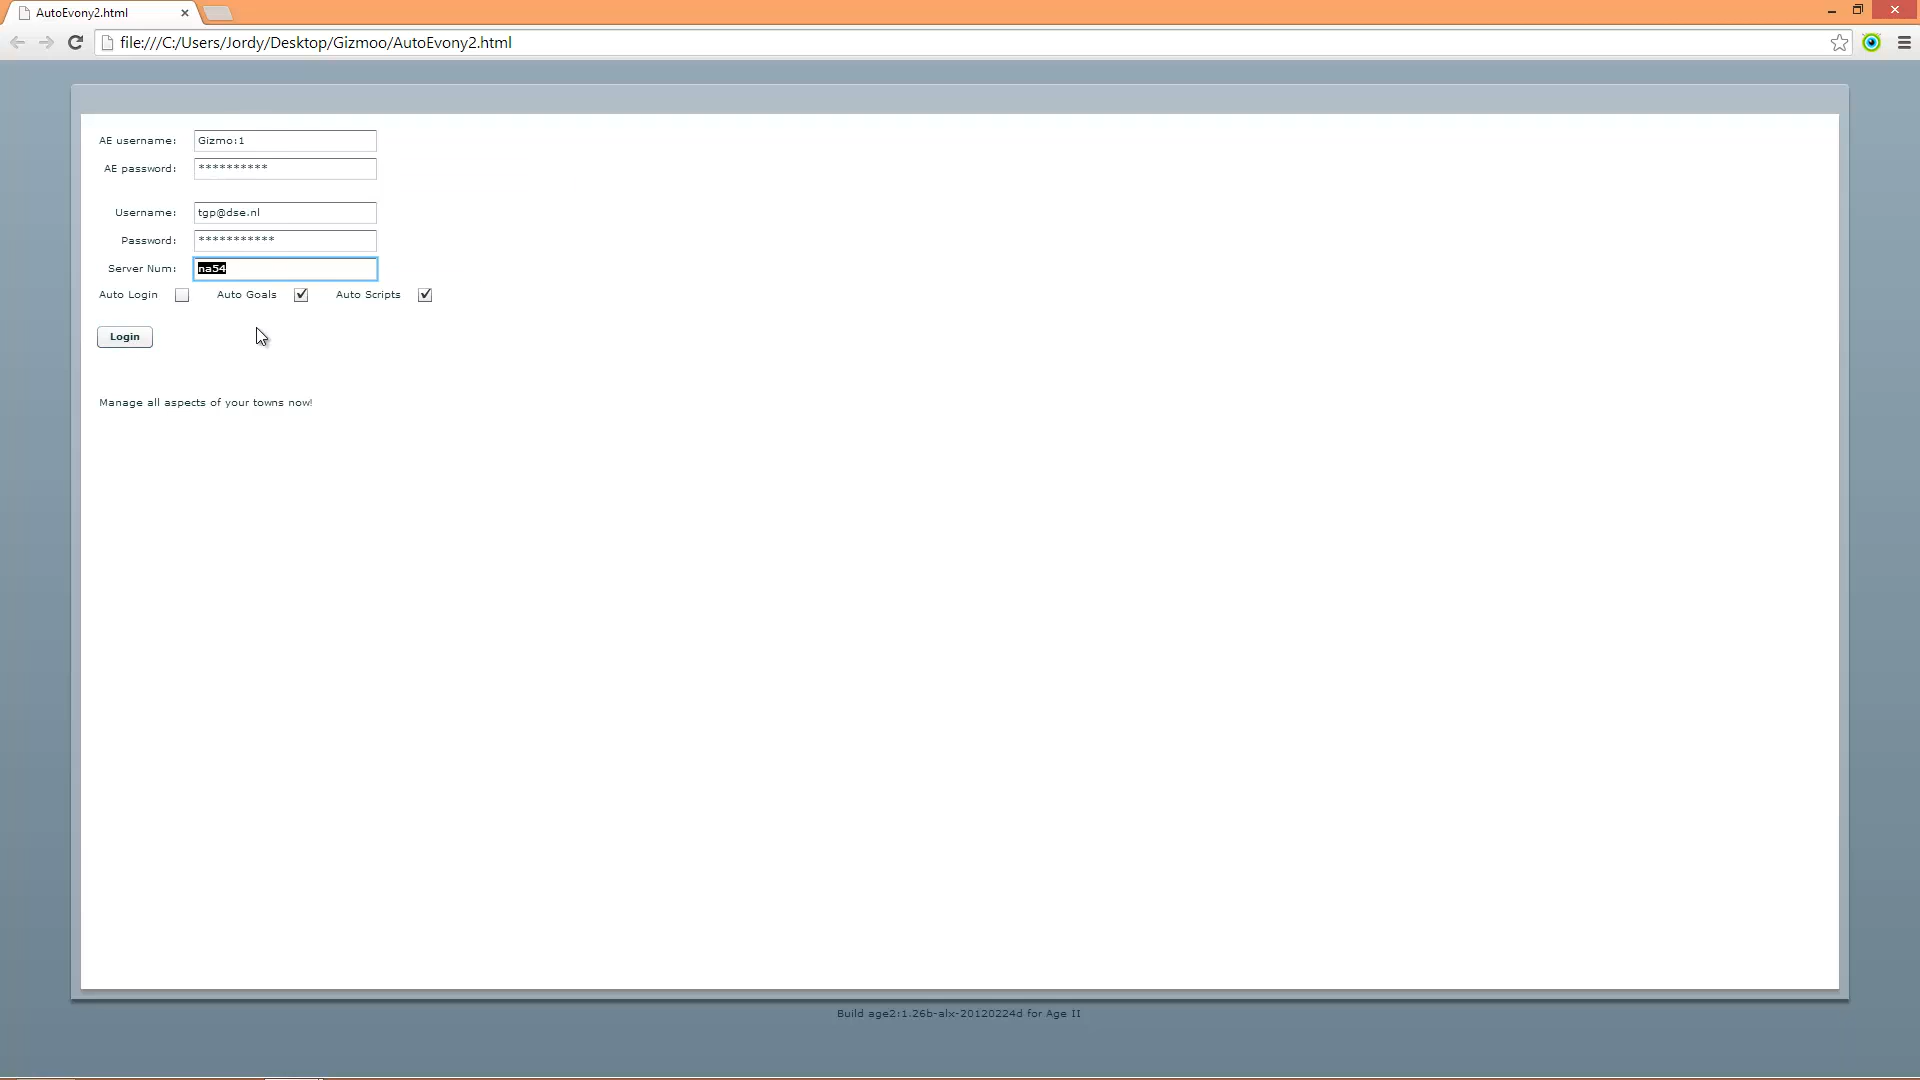 AutoEvony2.html
file:///C:/Users/Jordy/Desktop/Gizmoo/AutoEvony2.html
AE username: Gizmo:1
AE password: **********
Username: tgp@dse.nl
Password: ***********
Server Num: na54
Auto Login Auto Goals Auto Scripts
Login
Manage all aspects of your towns now!
Build age2:1.26b-alx-20120224d for Age II